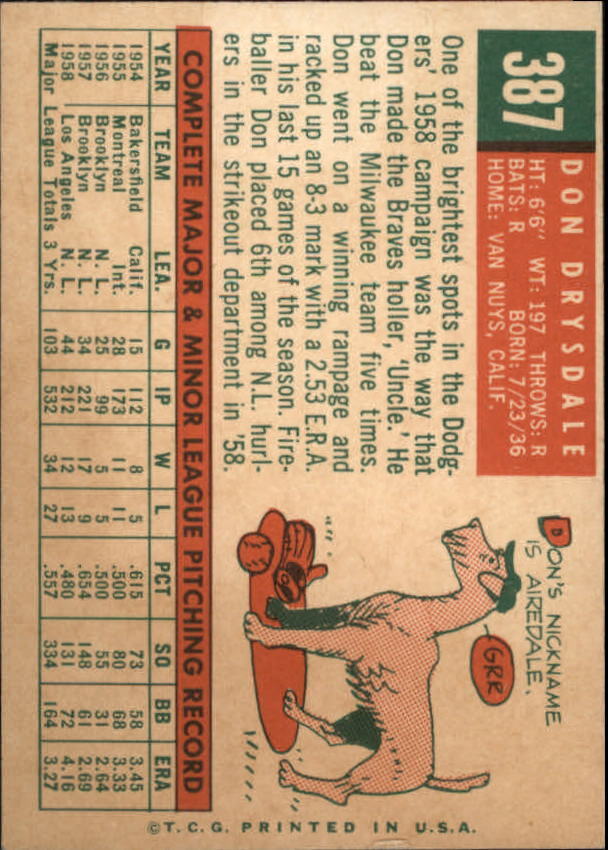 387
DON DRYSDALE
HT: 6'6" WT: 197 THROWS: R
BATS: R BORN: 7/23/36
HOME: VAN NUYS, CALIF.
One of the brightest spots in the Dodg-
ers' 1958 campaign was the way that
Don made the Braves holler, 'Uncle.' He
beat the Milwaukee team five times.
Don went on a winning rampage and
racked up an 8-3 mark with a 2.53 E.R.A.
in his last 15 games of the season. Fire-
baller Don placed 6th among N.L. hurl-
ers in the strikeout department in '58.
DON'S NICKNAME
IS AIREDALE.
GRR
COMPLETE MAJOR & MINOR LEAGUE PITCHING RECORD
YEAR TEAM LEA. G IP W L PCT SO BB ERA
1954 Bakersfield Calif. 15 112 8 5 .615 73 58 3.45
1955 Montreal Int. 28 173 11 11 .500 80 68 3.33
1956 Brooklyn N. L. 25 99 5 5 .500 55 31 2.64
1957 Brooklyn N. L. 34 221 17 9 .654 148 61 2.69
1958 Los Angeles N. L. 44 212 12 13 .480 131 72 4.16
Major League Totals 3 Yrs. 103 532 34 27 .557 334 164 3.27
©T.C.G. PRINTED IN U.S.A.